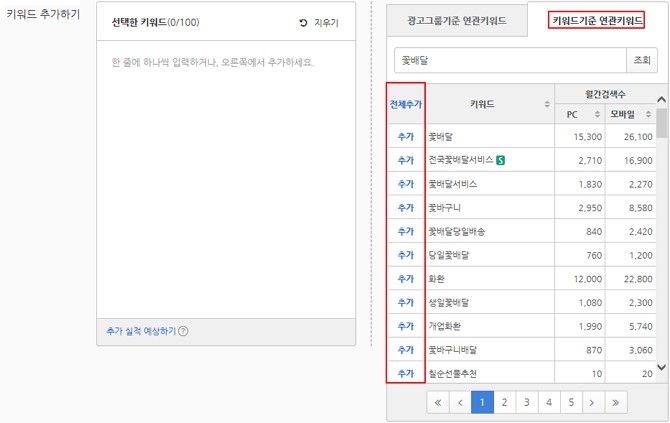 키워드 추가하기
선택한 키워드(0/100) 지우기
한 줄에 하나씩 입력하거나, 오른쪽에서 추가하세요.
추가 실적 예상하기 ?
광고그룹기준 연관키워드 키워드기준 연관키워드
꽃배달 조회
전체추가 키워드 월간검색수
PC 모바일
추가 꽃배달 15,300 26,100
추가 전국꽃배달서비스 S 2,710 16,900
추가 꽃배달서비스 1,830 2,270
추가 꽃바구니 2,950 8,580
추가 꽃배달당일배송 840 2,420
추가 당일꽃배달 760 1,200
추가 화환 12,000 22,800
추가 생일꽃배달 1,080 2,300
추가 개업화환 1,990 5,740
추가 꽃바구니배달 870 3,060
추가 칠순선물추천 10 20
« ‹ 1 2 3 4 5 › »